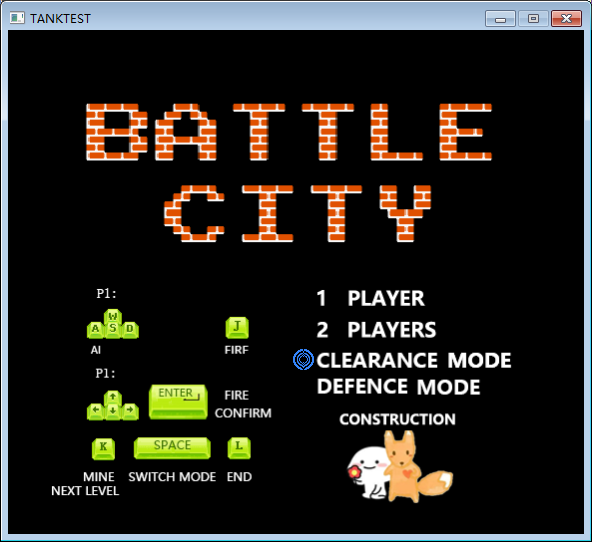 TANKTEST
BATTLE
CITY
P1:
W
A S D
J
AI
FIRF
P1:
ENTER
FIRE
CONFIRM
K
SPACE
L
MINE
SWITCH MODE
END
NEXT LEVEL
1 PLAYER
2 PLAYERS
CLEARANCE MODE
DEFENCE MODE
CONSTRUCTION